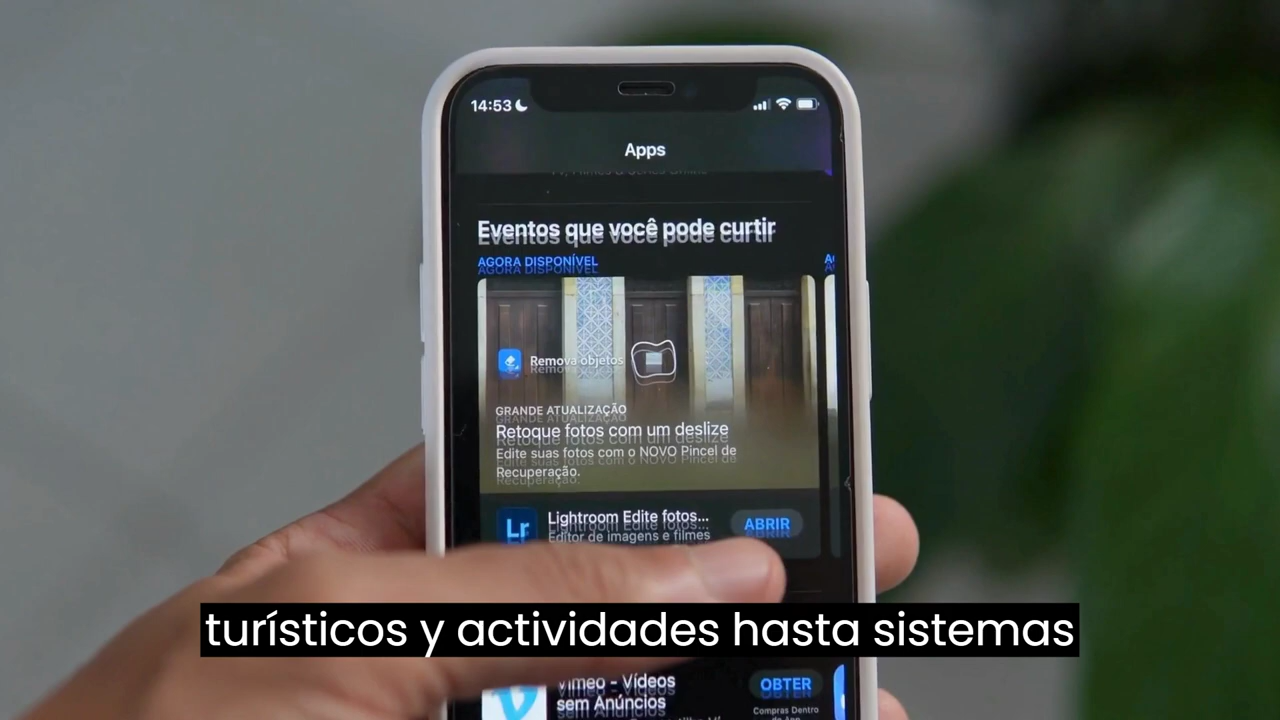 14:53
Apps
Eventos que você pode curtir
AGORA DISPONÍVEL
Remova objetos
GRANDE ATUALIZAÇÃO
Retoque fotos com um deslize
Edite suas fotos com o NOVO Pincel de
Recuperação.
Lr
Lightroom Edite fotos...
Editor de imagens e filmes
ABRIR
turísticos y actividades hasta sistemas
Vimeo - Vídeos
sem Anúncios
OBTER
Compras Dentro
do App